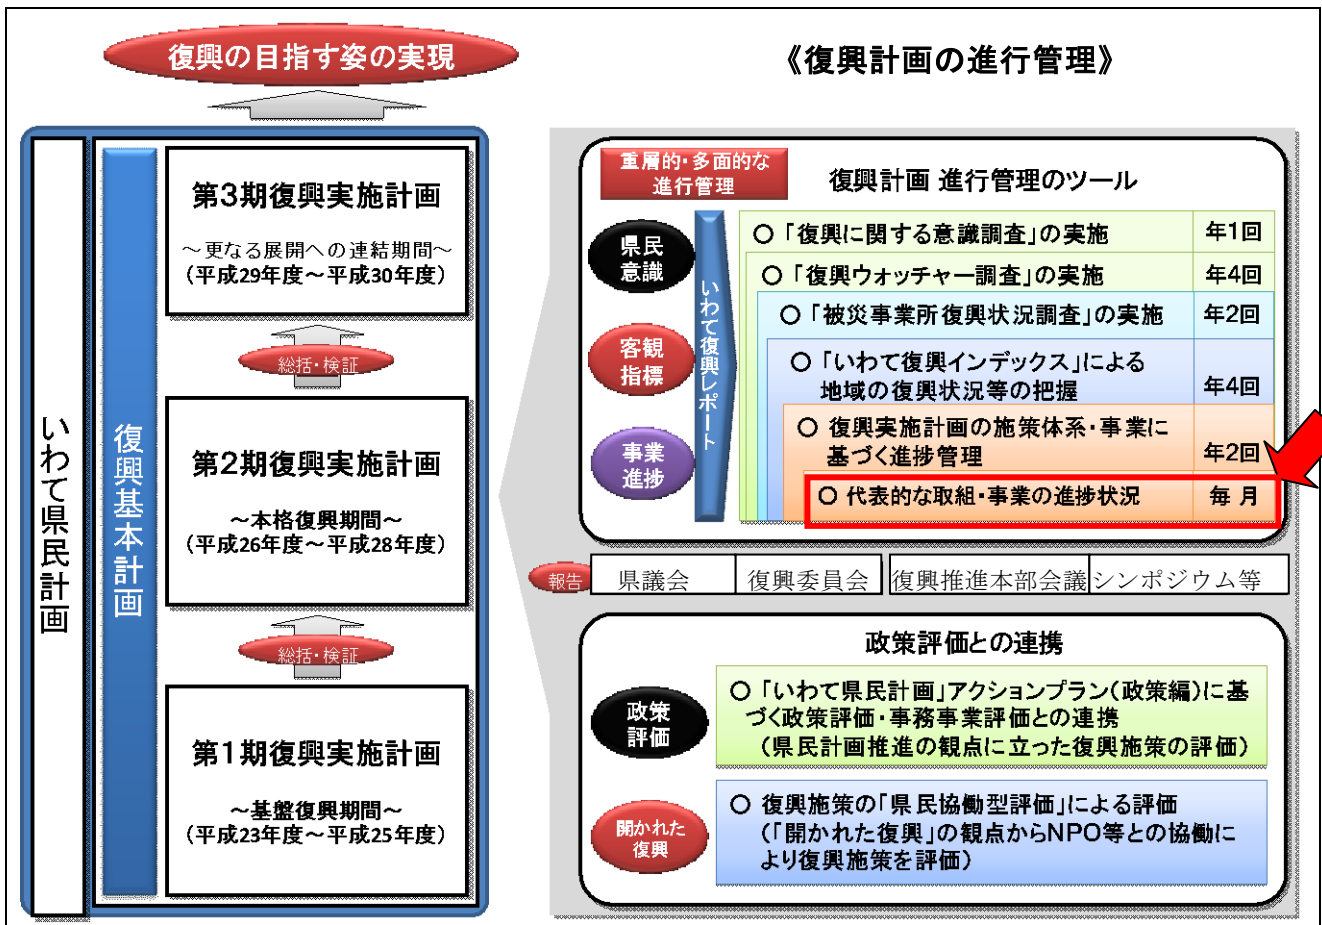 復興の目指す姿の実現
《復興計画の進行管理》
いわて県民計画
復興基本計画
第3期復興実施計画
～更なる展開への連結期間～
（平成29年度～平成30年度）
総括・検証
第2期復興実施計画
～本格復興期間～
（平成26年度～平成28年度）
総括・検証
第1期復興実施計画
～基盤復興期間～
（平成23年度～平成25年度）
重層的・多面的な
進行管理
復興計画 進行管理のツール
県民
意識
客観
指標
事業
進捗
いわて復興レポート
○「復興に関する意識調査」の実施 年1回
○「復興ウォッチャー調査」の実施 年4回
○「被災事業所復興状況調査」の実施 年2回
○「いわて復興インデックス」による
地域の復興状況等の把握 年4回
○ 復興実施計画の施策体系・事業に
基づく進捗管理 年2回
○ 代表的な取組・事業の進捗状況 毎 月
報告 県議会 復興委員会 復興推進本部会議 シンポジウム等
政策評価との連携
政策
評価
○「いわて県民計画」アクションプラン（政策編）に基
づく政策評価・事務事業評価との連携
（県民計画推進の観点に立った復興施策の評価）
開かれた
復興
○ 復興施策の「県民協働型評価」による評価
（「開かれた復興」の観点からNPO等との協働に
より復興施策を評価）